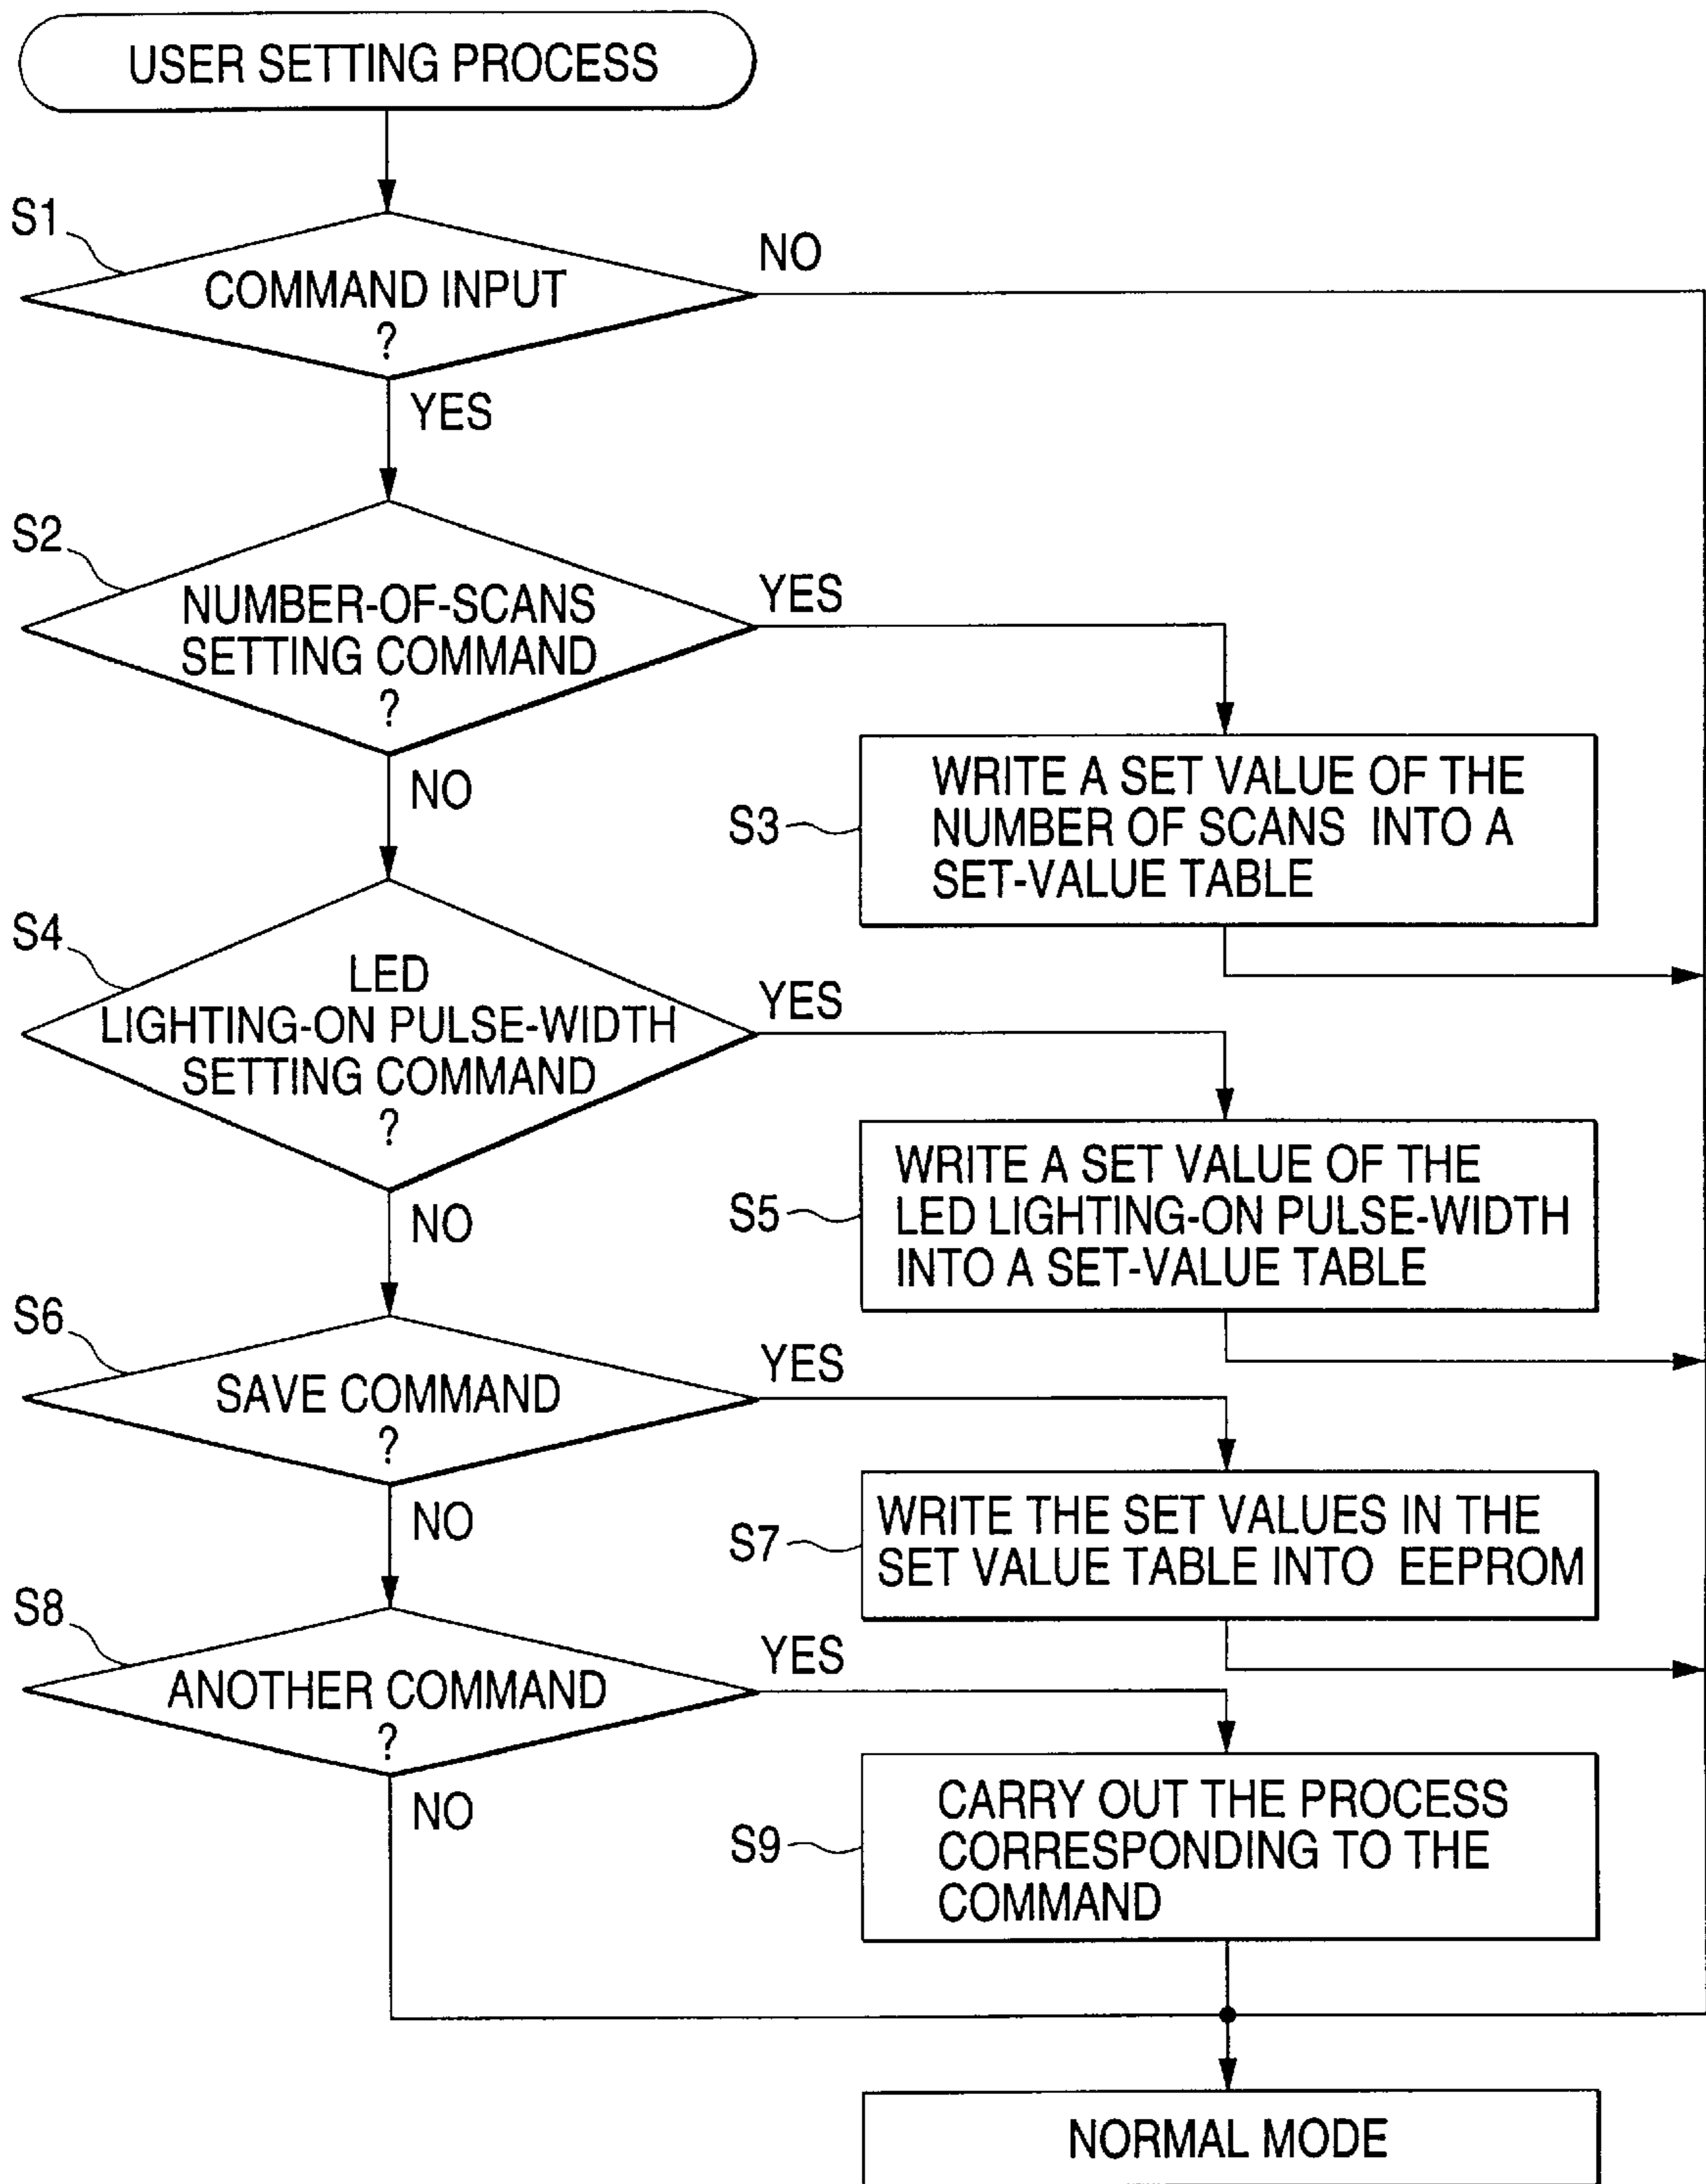 USER SETTING PROCESS
S1
COMMAND INPUT
?
NO
YES
S2
NUMBER-OF-SCANS
SETTING COMMAND
?
YES
NO
S3
WRITE A SET VALUE OF THE
NUMBER OF SCANS INTO A
SET-VALUE TABLE
S4
LED
LIGHTING-ON PULSE-WIDTH
SETTING COMMAND
?
YES
NO
S5
WRITE A SET VALUE OF THE
LED LIGHTING-ON PULSE-WIDTH
INTO A SET-VALUE TABLE
S6
SAVE COMMAND
?
YES
NO
S7
WRITE THE SET VALUES IN THE
SET VALUE TABLE INTO EEPROM
S8
ANOTHER COMMAND
?
YES
NO
S9
CARRY OUT THE PROCESS
CORRESPONDING TO THE
COMMAND
NORMAL MODE